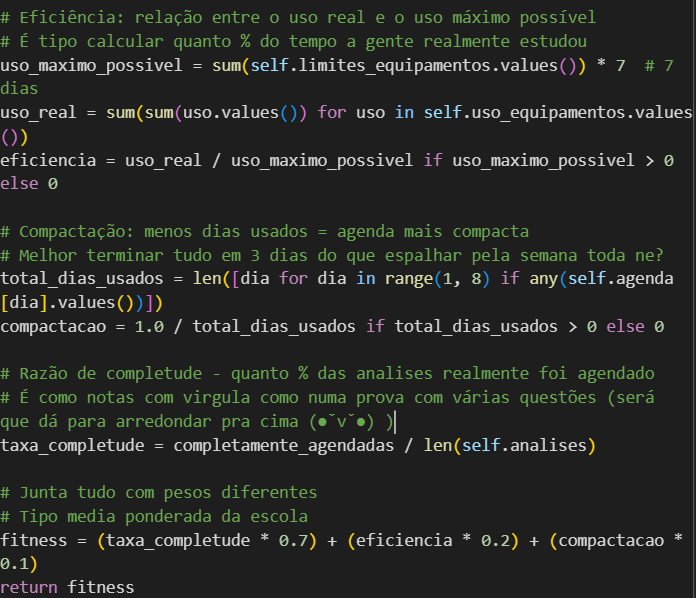 # Eficiência: relação entre o uso real e o uso máximo possível
# É tipo calcular quanto % do tempo a gente realmente estudou
uso_maximo_possivel = sum(self.limites_equipamentos.values()) * 7  # 7
dias
uso_real = sum(sum(uso.values()) for uso in self.uso_equipamentos.values
())
eficiencia = uso_real / uso_maximo_possivel if uso_maximo_possivel > 0
else 0

# Compactação: menos dias usados = agenda mais compacta
# Melhor terminar tudo em 3 dias do que espalhar pela semana toda ne?
total_dias_usados = len([dia for dia in range(1, 8) if any(self.agenda
[dia].values())])
compactacao = 1.0 / total_dias_usados if total_dias_usados > 0 else 0

# Razão de completude - quanto % das analises realmente foi agendado
# É como notas com virgula como numa prova com várias questões (será
que dá para arredondar pra cima (●ˇv˘●) )
taxa_completude = completamente_agendadas / len(self.analises)

# Junta tudo com pesos diferentes
# Tipo media ponderada da escola
fitness = (taxa_completude * 0.7) + (eficiencia * 0.2) + (compactacao *
0.1)
return fitness